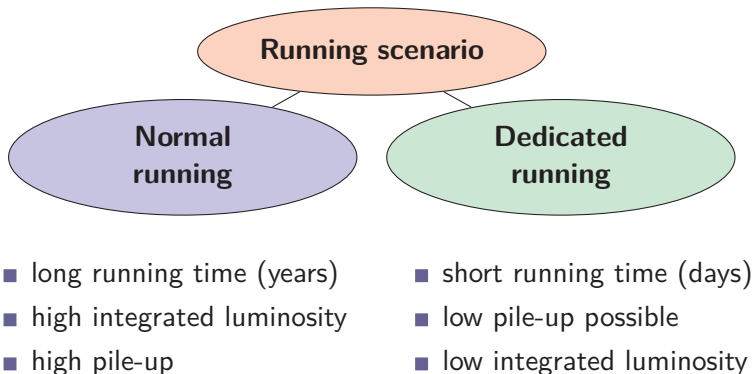 Running scenario
Normal
running
Dedicated
running
long running time (years)
high integrated luminosity
high pile-up
short running time (days)
low pile-up possible
low integrated luminosity